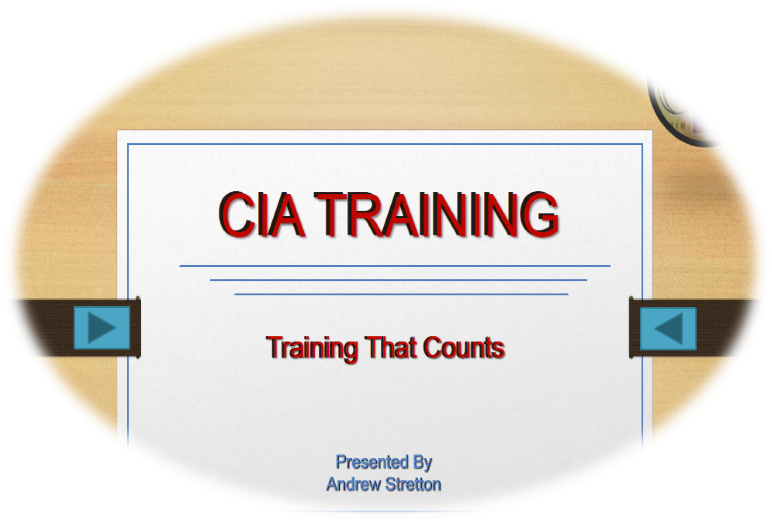 CIA TRAINING
Training That Counts
Presented By
Andrew Stretton